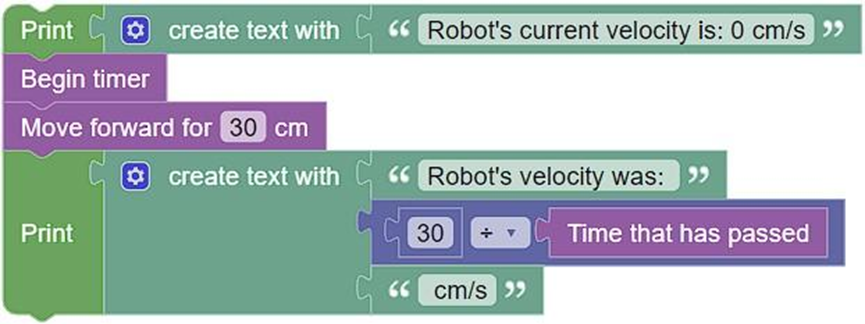 Print create text with “ Robot's current velocity is: 0 cm/s ”
Begin timer
Move forward for 30 cm
create text with “ Robot's velocity was: ”
Print 30 ÷ ▾ Time that has passed
“ cm/s ”